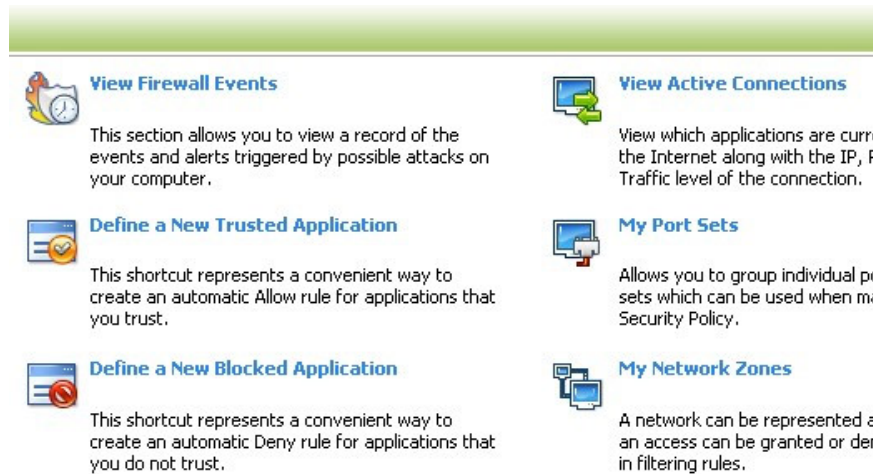 View Firewall Events
This section allows you to view a record of the
events and alerts triggered by possible attacks on
your computer.
Define a New Trusted Application
This shortcut represents a convenient way to
create an automatic Allow rule for applications that
you trust.
Define a New Blocked Application
This shortcut represents a convenient way to
create an automatic Deny rule for applications that
you do not trust.
View Active Connections
View which applications are
the Internet along with the IP,
Traffic level of the connection.
My Port Sets
Allows you to group individual
sets which can be used when
Security Policy.
My Network Zones
A network can be represented
an access can be granted or
in filtering rules.